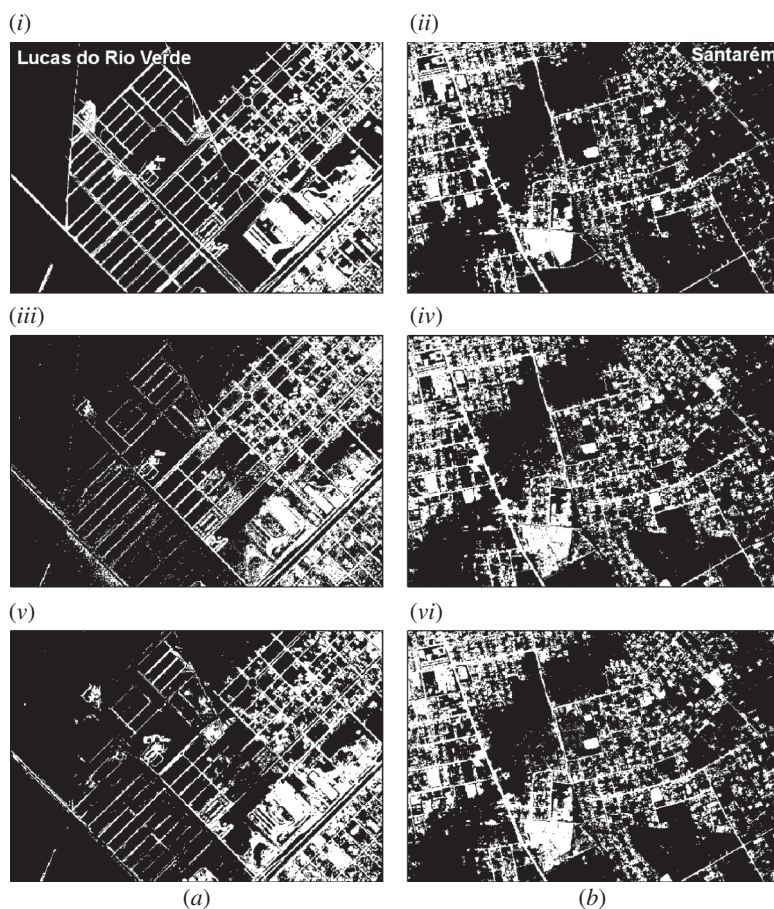 (i) (ii)
Lucas do Rio Verde Santarém
(iii) (iv)
(v) (vi)
(a) (b)